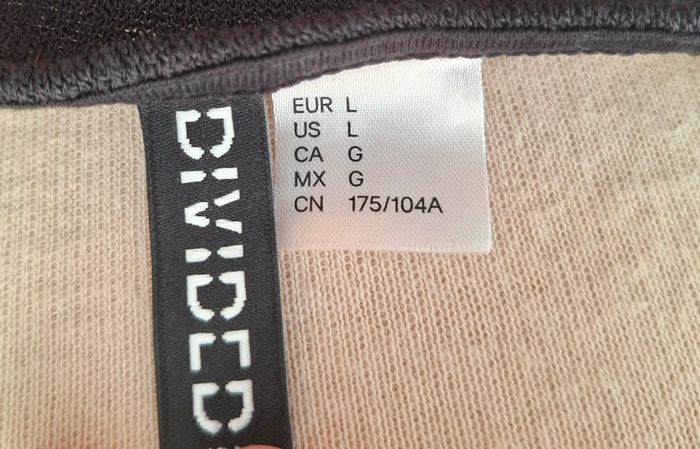 DIVIDED
EUR L
US L
CA G
MX G
CN 175/104A